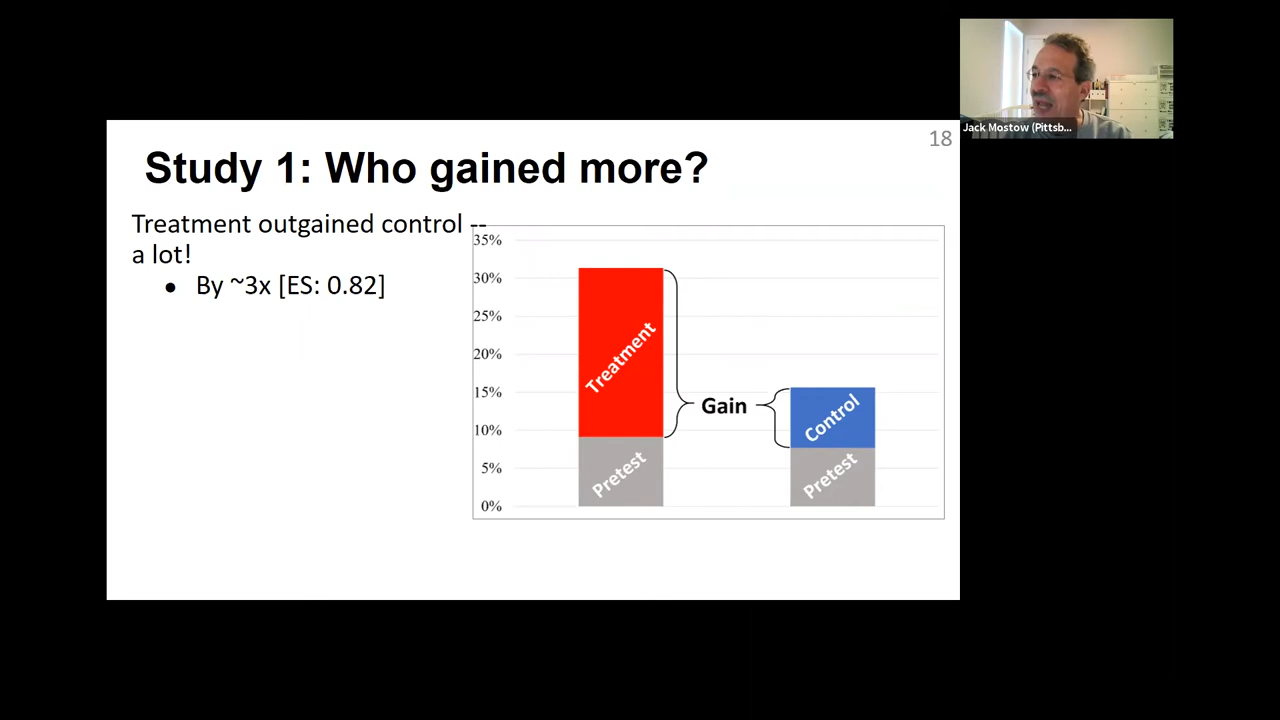 Jack Mostow (Pittsb...
18
Study 1: Who gained more?
Treatment outgained control --
a lot!
● By ~3x [ES: 0.82]
35%
30%
25%
20%
15%
10%
5%
0%
Treatment
Pretest
Gain
Control
Pretest